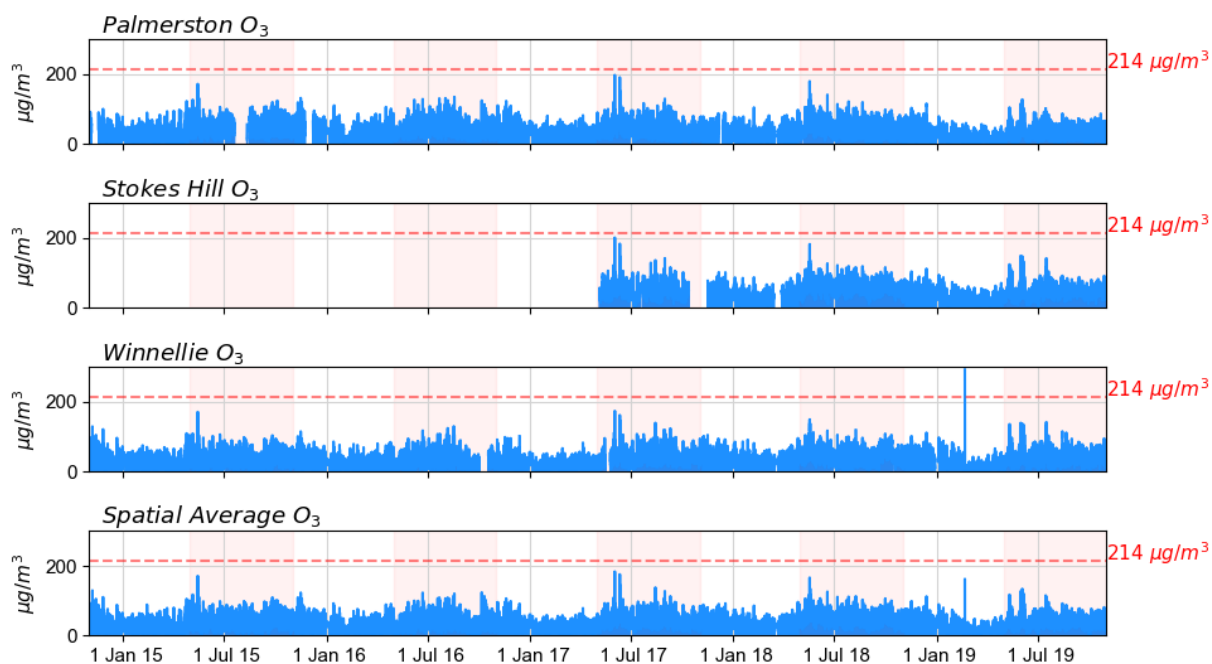 Palmerston O₃
µg/m³
200
0
214 µg/m³
Stokes Hill O₃
µg/m³
200
0
214 µg/m³
Winnellie O₃
µg/m³
200
0
214 µg/m³
Spatial Average O₃
µg/m³
200
0
214 µg/m³
1 Jan 15 1 Jul 15 1 Jan 16 1 Jul 16 1 Jan 17 1 Jul 17 1 Jan 18 1 Jul 18 1 Jan 19 1 Jul 19